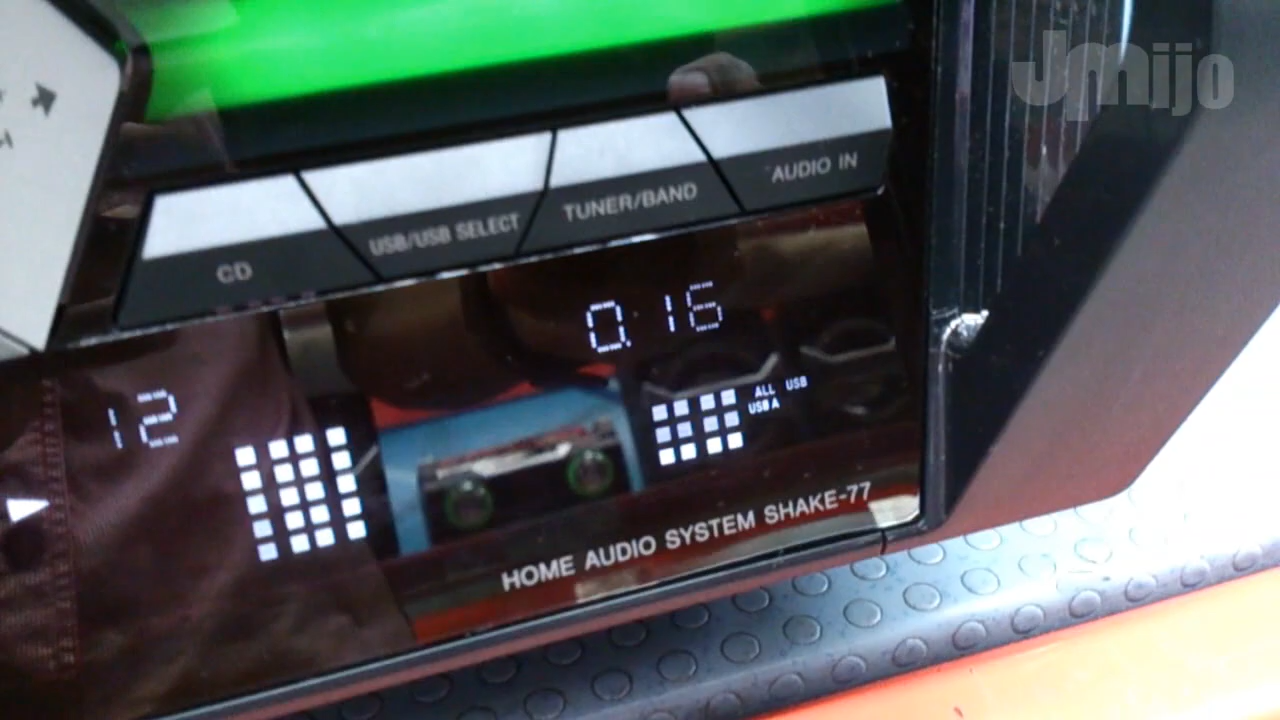 Jmijo
AUDIO IN
TUNER/BAND
USB/USB SELECT
CD
0.16
12
ALL USB
USB A
HOME AUDIO SYSTEM SHAKE-77